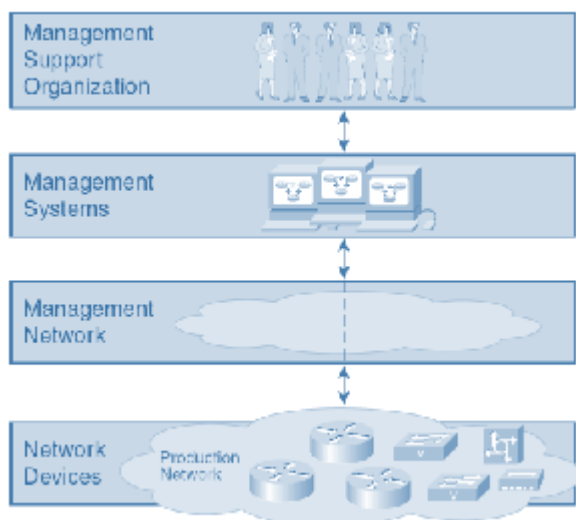 Management
Support
Organization
Management
Systems
Management
Network
Network
Devices
Production
Network